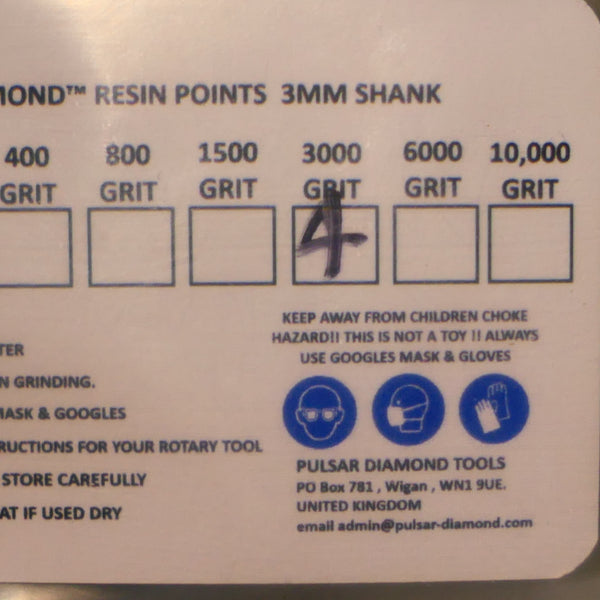 MOND™ RESIN POINTS 3MM SHANK
400 800 1500 3000 6000 10,000
GRIT GRIT GRIT GRIT GRIT GRIT
4
KEEP AWAY FROM CHILDREN CHOKE
HAZARD!! THIS IS NOT A TOY !! ALWAYS
USE GOOGLES MASK & GLOVES
TER
N GRINDING.
MASK & GOOGLES
RUCTIONS FOR YOUR ROTARY TOOL
STORE CAREFULLY
AT IF USED DRY
PULSAR DIAMOND TOOLS
PO Box 781 , Wigan , WN1 9UE.
UNITED KINGDOM
email admin@pulsar-diamond.com